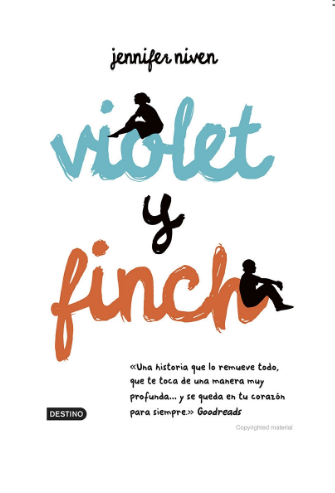 jennifer niven
violet
y
finch
«Una historia que lo remueve todo,
que te toca de una manera muy
profunda... y se queda en tu corazón
para siempre.» Goodreads
DESTINO
Copyrighted material